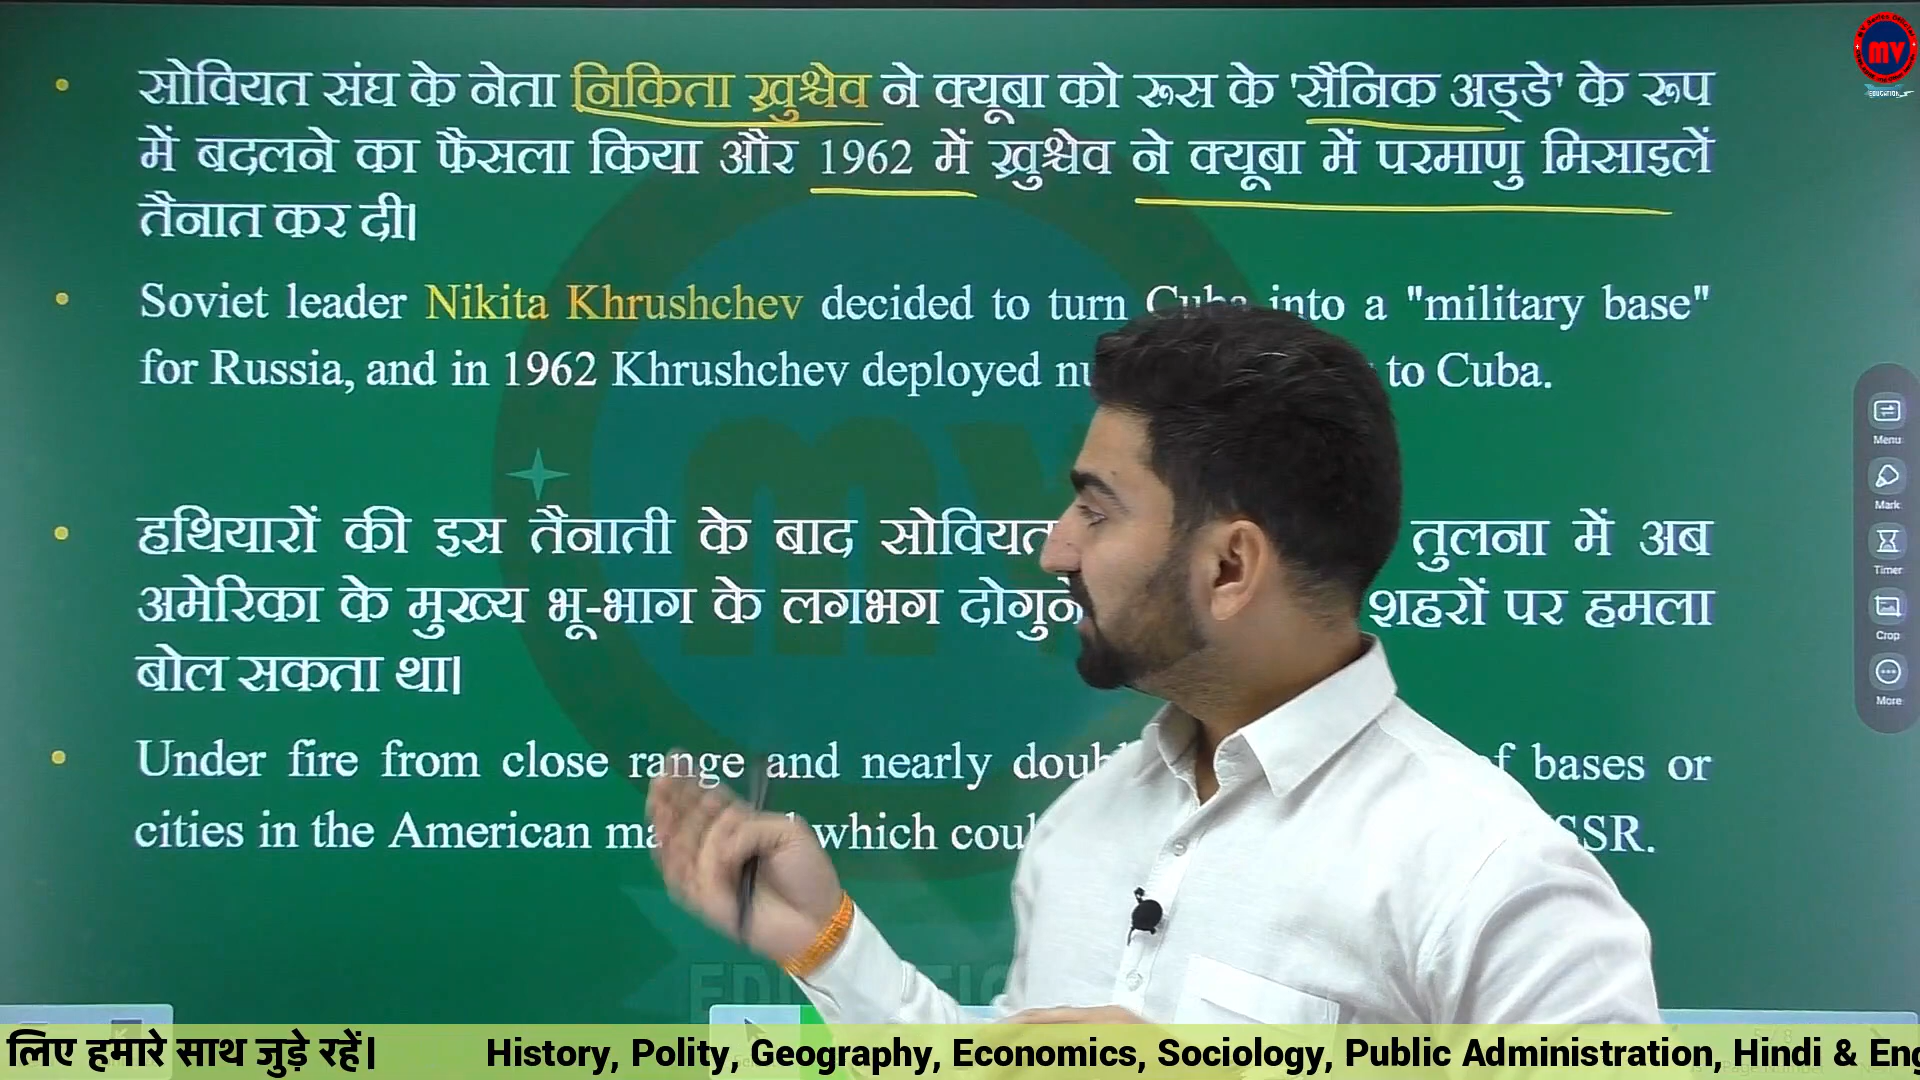 सोवियत संघ के नेता निकिता ख्रुश्चेव ने क्यूबा को रूस के 'सैनिक अड्डे' के रूप
में बदलने का फैसला किया और 1962 में ख्रुश्चेव ने क्यूबा में परमाणु मिसाइलें
तैनात कर दी।
Soviet leader Nikita Khrushchev decided to turn Cuba into a "military base"
for Russia, and in 1962 Khrushchev deployed to Cuba.
हथियारों की इस तैनाती के बाद सोवियत तुलना में अब
अमेरिका के मुख्य भू-भाग के लगभग दोगुने शहरों पर हमला
बोल सकता था।
Under fire from close range and nearly bases or
cities in the American which
MV
EDUCATION
Menu
Mark
Timer
Crop
More
लिए हमारे साथ जुड़े रहें। History, Polity, Geography, Economics, Sociology, Public Administration, Hindi &